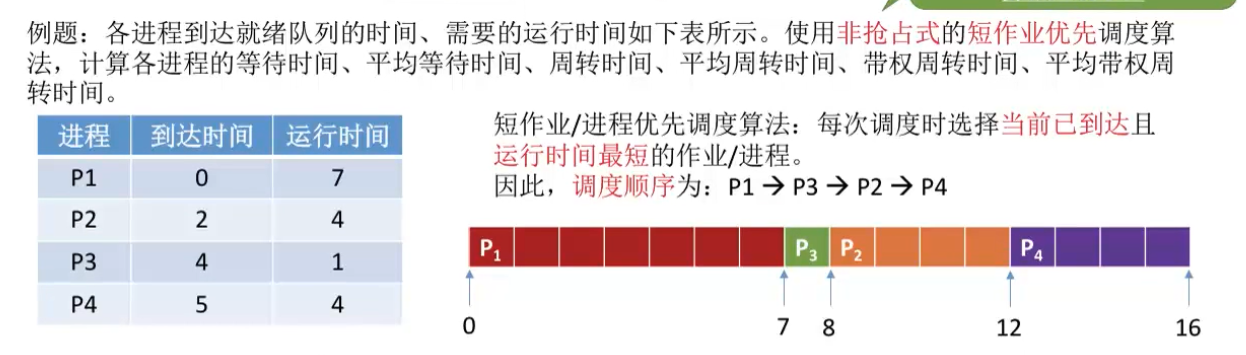 例题：各进程到达就绪队列的时间、需要的运行时间如下表所示。使用非抢占式的短作业优先调度算
法，计算各进程的等待时间、平均等待时间、周转时间、平均周转时间、带权周转时间、平均带权周
转时间。
进程 到达时间 运行时间
P1 0 7
P2 2 4
P3 4 1
P4 5 4
短作业/进程优先调度算法：每次调度时选择当前已到达且
运行时间最短的作业/进程。
因此，调度顺序为：P1 → P3 → P2 → P4
P₁ P₃ P₂ P₄
0 7 8 12 16